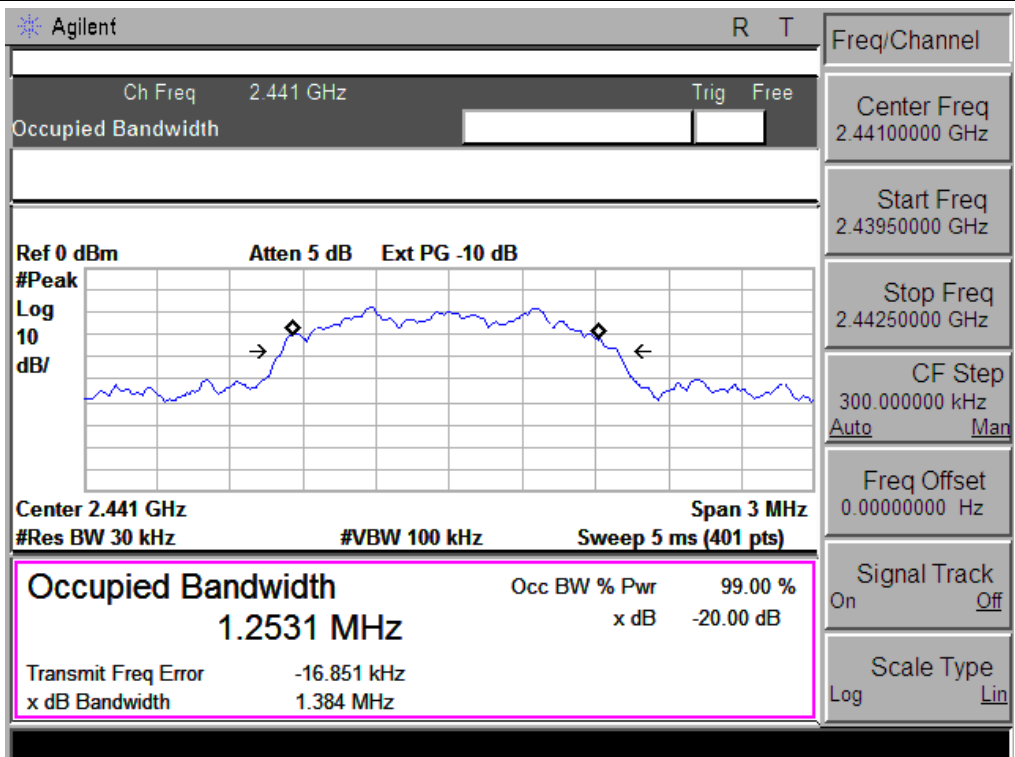 Agilent R T
Ch Freq 2.441 GHz Trig Free
Occupied Bandwidth
Ref 0 dBm Atten 5 dB Ext PG -10 dB
#Peak
Log
10
dB/
Center 2.441 GHz Span 3 MHz
#Res BW 30 kHz #VBW 100 kHz Sweep 5 ms (401 pts)
Occupied Bandwidth Occ BW % Pwr 99.00 %
1.2531 MHz x dB -20.00 dB
Transmit Freq Error -16.851 kHz
x dB Bandwidth 1.384 MHz
Freq/Channel
Center Freq
2.44100000 GHz
Start Freq
2.43950000 GHz
Stop Freq
2.44250000 GHz
CF Step
300.000000 kHz
Auto Man
Freq Offset
0.00000000 Hz
Signal Track
On Off
Scale Type
Log Lin